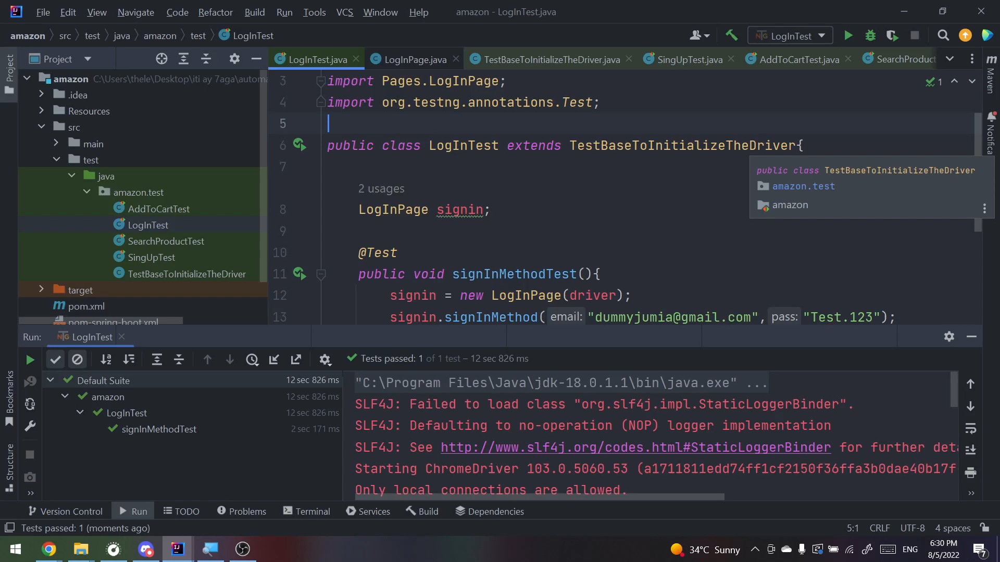 File Edit View Navigate Code Refactor Build Run Tools VCS Window Help amazon - LogInTest.java
amazon src test java amazon test LogInTest
LogInTest
Project
LogInTest.java LogInPage.java TestBaseToInitializeTheDriver.java SingUpTest.java AddToCartTest.java SearchProduct
Project
Maven
Notifica
Bookmarks
Structure
amazon C:\Users\thele\Desktop\iti ay 7aga\automa
.idea
Resources
src
main
test
java
amazon.test
AddToCartTest
LogInTest
SearchProductTest
SingUpTest
TestBaseToInitializeTheDriver
target
pom.xml
pom-spring-boot.xml
1
3 import Pages.LogInPage;
4 import org.testng.annotations.Test;
5
6 public class LogInTest extends TestBaseToInitializeTheDriver{
7
2 usages
8 LogInPage signin;
9
10 @Test
11 public void signInMethodTest(){
12 signin = new LogInPage(driver);
13 signin.signInMethod( email: "dummyjumia@gmail.com", pass: "Test.123");
public class TestBaseToInitializeTheDriver
amazon.test
amazon
Run: LogInTest
Tests passed: 1 of 1 test – 12 sec 826 ms
Default Suite 12 sec 826 ms
amazon 12 sec 826 ms
LogInTest 12 sec 826 ms
signInMethodTest 2 sec 171 ms
"C:\Program Files\Java\jdk-18.0.1.1\bin\java.exe" ...
SLF4J: Failed to load class "org.slf4j.impl.StaticLoggerBinder".
SLF4J: Defaulting to no-operation (NOP) logger implementation
SLF4J: See http://www.slf4j.org/codes.html#StaticLoggerBinder for further deta
Starting ChromeDriver 103.0.5060.53 (a1711811edd74ff1cf2150f36ffa3b0dae40b17f-
Only local connections are allowed.
Version Control Run TODO Problems Terminal Services Build Dependencies
Tests passed: 1 (moments ago) 5:1 CRLF UTF-8 4 spaces
34°C Sunny ENG 6:30 PM
8/5/2022 7